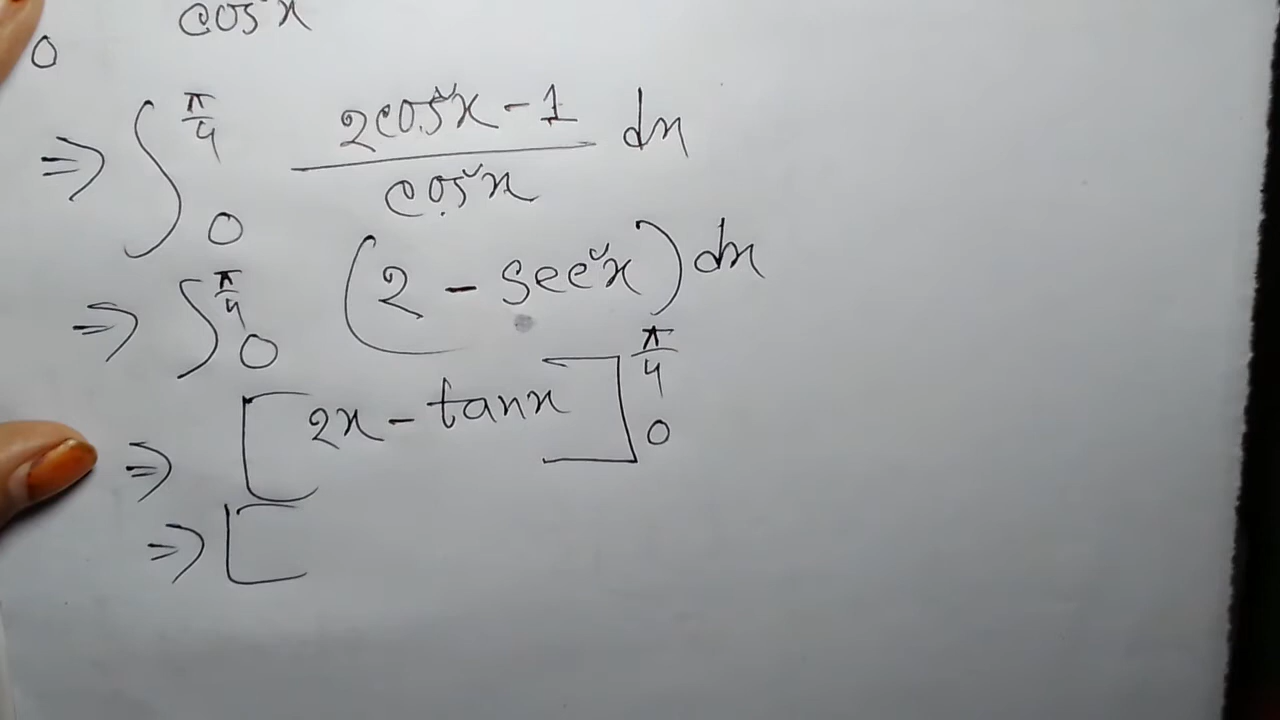 0 cos²x
⇒ ∫₀^(π/4) (2cos²x - 1)/(cos²x) dx
⇒ ∫₀^(π/4) (2 - sec²x) dx
⇒ [2x - tanx]₀^(π/4)
⇒ [